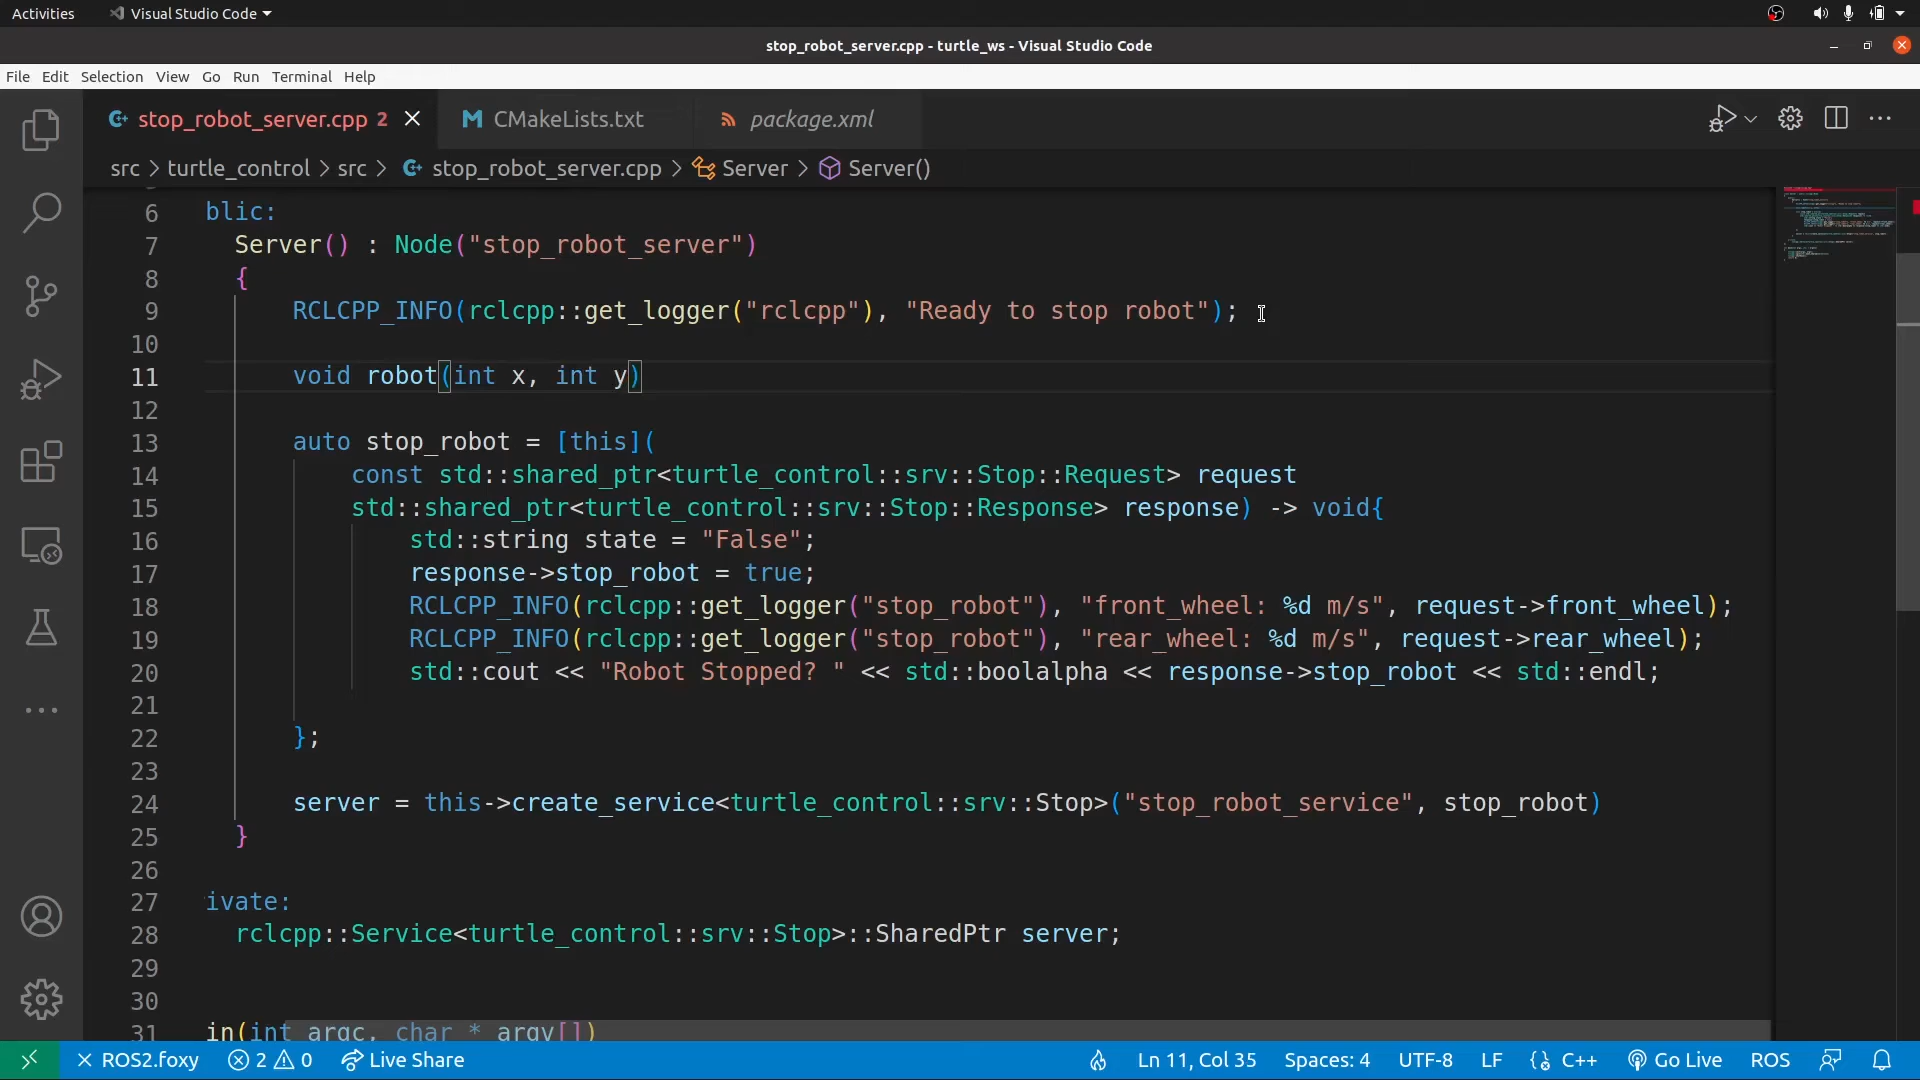 Activities Visual Studio Code
stop_robot_server.cpp - turtle_ws - Visual Studio Code
File Edit Selection View Go Run Terminal Help
stop_robot_server.cpp 2 CMakeLists.txt package.xml
src > turtle_control > src > stop_robot_server.cpp > Server > Server()
6 blic:
7 Server() : Node("stop_robot_server")
8 {
9 RCLCPP_INFO(rclcpp::get_logger("rclcpp"), "Ready to stop robot");
10
11 void robot(int x, int y)
12
13 auto stop_robot = [this](
14 const std::shared_ptr<turtle_control::srv::Stop::Request> request
15 std::shared_ptr<turtle_control::srv::Stop::Response> response) -> void{
16 std::string state = "False";
17 response->stop_robot = true;
18 RCLCPP_INFO(rclcpp::get_logger("stop_robot"), "front_wheel: %d m/s", request->front_wheel);
19 RCLCPP_INFO(rclcpp::get_logger("stop_robot"), "rear_wheel: %d m/s", request->rear_wheel);
20 std::cout << "Robot Stopped? " << std::boolalpha << response->stop_robot << std::endl;
21
22 };
23
24 server = this->create_service<turtle_control::srv::Stop>("stop_robot_service", stop_robot)
25 }
26
27 ivate:
28 rclcpp::Service<turtle_control::srv::Stop>::SharedPtr server;
29
30
31 in(int argc, char * argv[])
ROS2.foxy 2 0 Live Share Ln 11, Col 35 Spaces: 4 UTF-8 LF C++ Go Live ROS